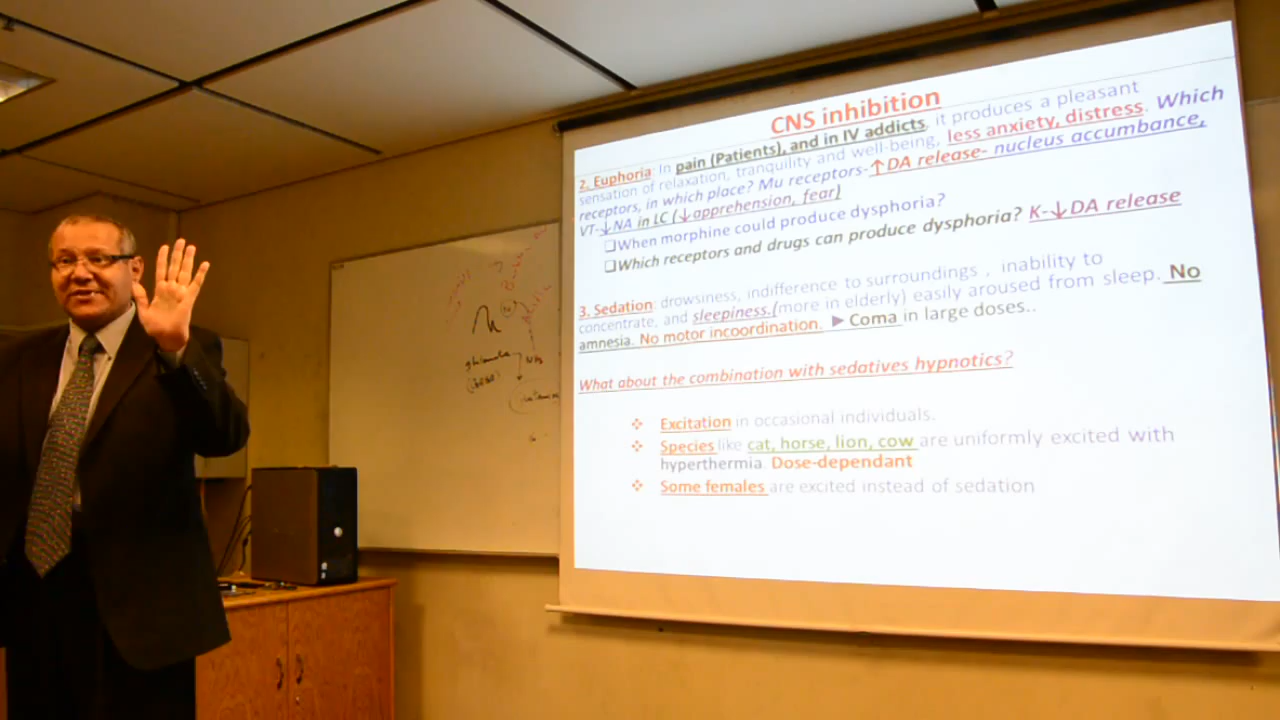 CNS inhibition
2. Euphoria: In pain (Patients), and in IV addicts, it produces a pleasant
sensation of relaxation, tranquility and well-being, less anxiety, distress. Which
receptors, in which place? Mu receptors-↑DA release- nucleus accumbance,
VT-↓NA in LC (↓apprehension, fear)
❑When morphine could produce dysphoria?
❑Which receptors and drugs can produce dysphoria? K-↓DA release
3. Sedation: drowsiness, indifference to surroundings , inability to
concentrate, and sleepiness.(more in elderly) easily aroused from sleep. No
amnesia. No motor incoordination. ►Coma in large doses..
What about the combination with sedatives hypnotics?
❖ Excitation in occasional individuals.
❖ Species like cat, horse, lion, cow are uniformly excited with
hyperthermia. Dose-dependant
❖ Some females are excited instead of sedation